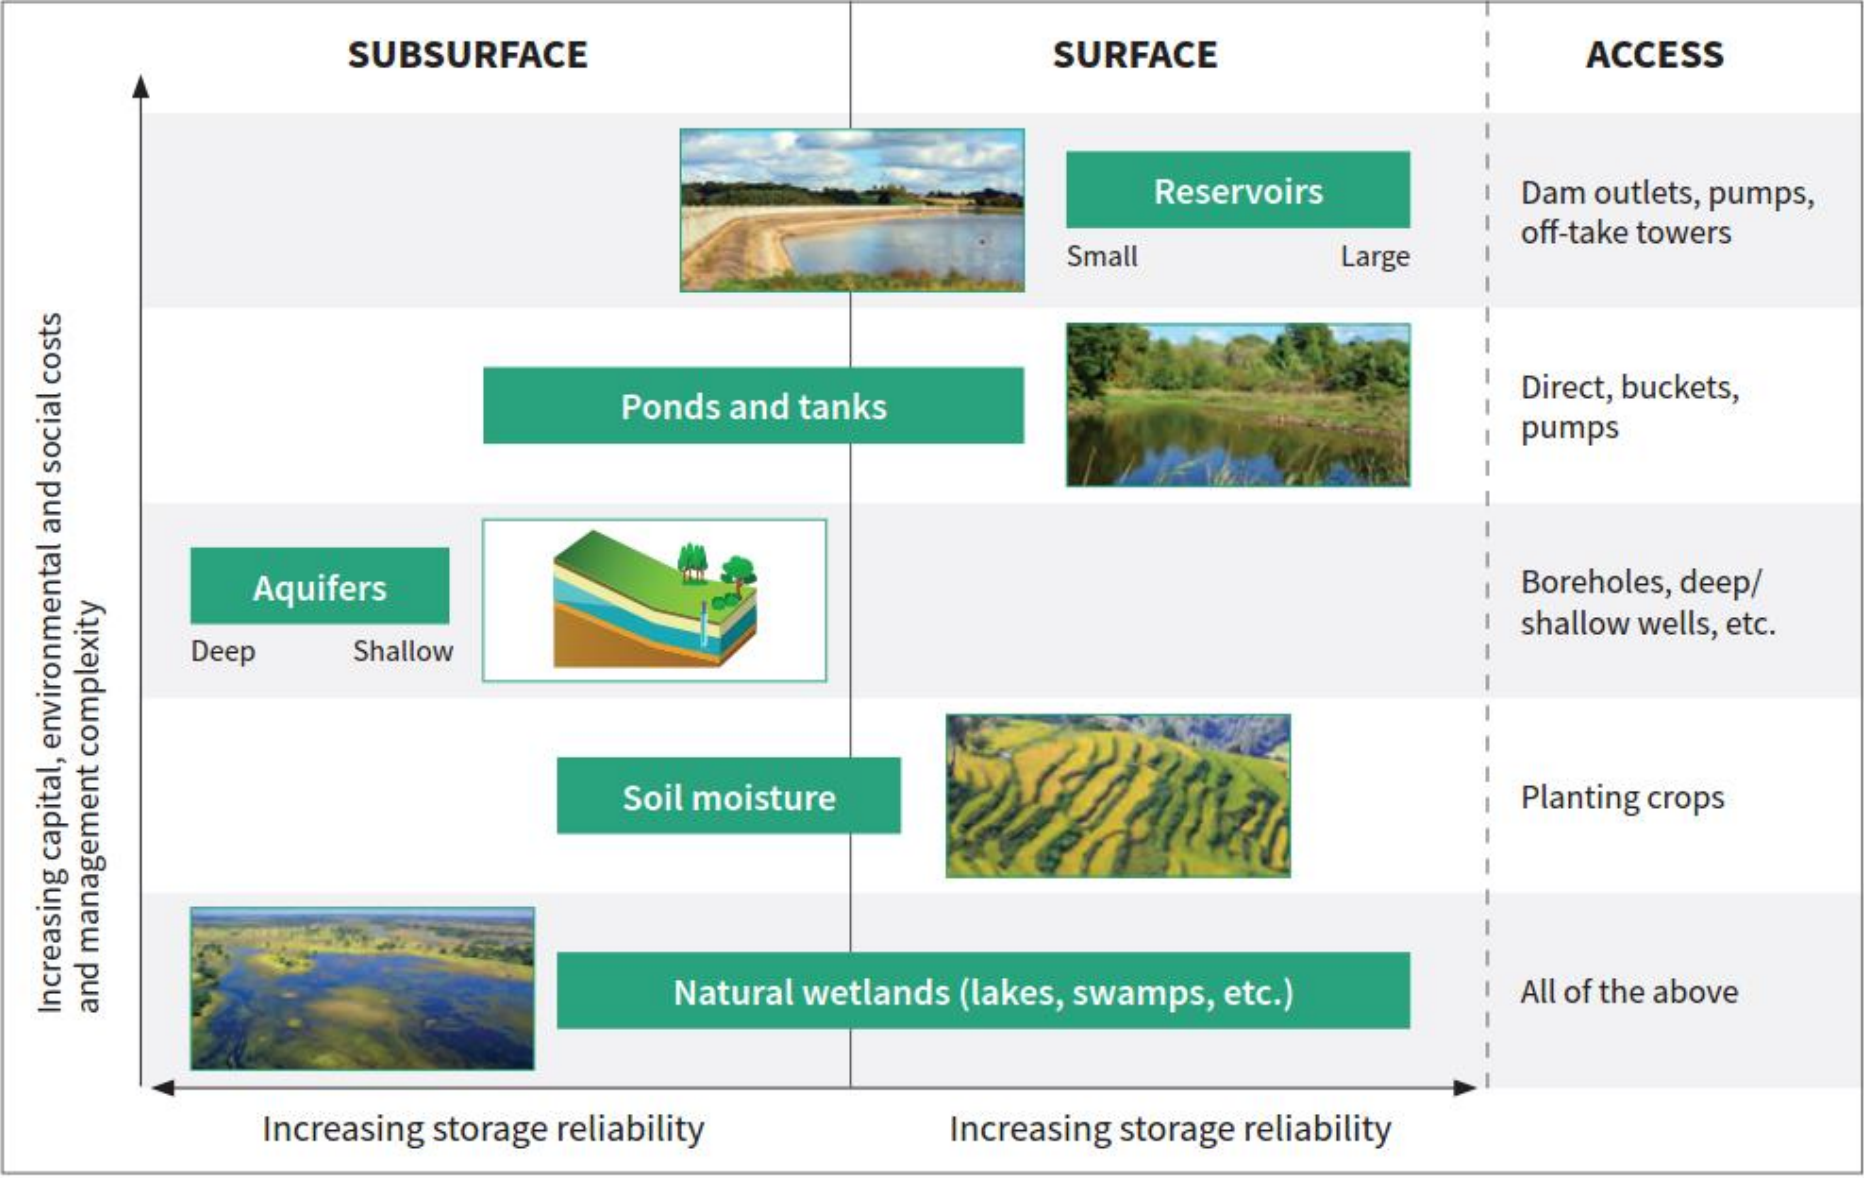 SUBSURFACE
SURFACE
ACCESS
Reservoirs
Small
Large
Dam outlets, pumps,
off-take towers
Ponds and tanks
Direct, buckets,
pumps
Aquifers
Deep
Shallow
Boreholes, deep/
shallow wells, etc.
Soil moisture
Planting crops
Natural wetlands (lakes, swamps, etc.)
All of the above
Increasing capital, environmental and social costs
and management complexity
Increasing storage reliability
Increasing storage reliability